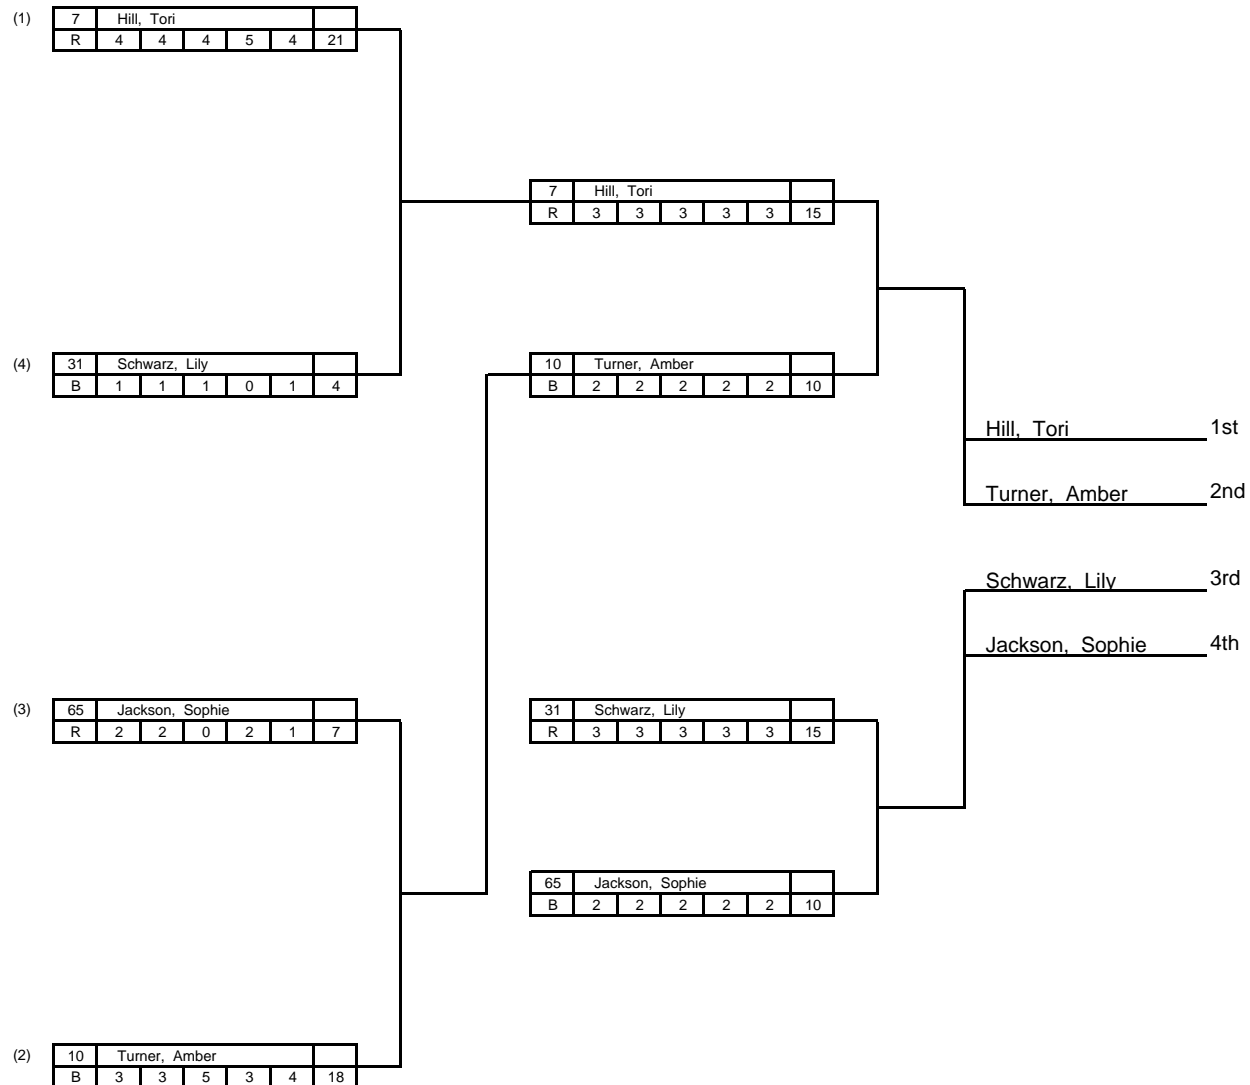 (1) 7 Hill, Tori
R 4 4 4 5 4 21
7 Hill, Tori
R 3 3 3 3 3 15
(4) 31 Schwarz, Lily
B 1 1 1 0 1 4
10 Turner, Amber
B 2 2 2 2 2 10
Hill, Tori 1st
Turner, Amber 2nd
Schwarz, Lily 3rd
Jackson, Sophie 4th
(3) 65 Jackson, Sophie
R 2 2 0 2 1 7
31 Schwarz, Lily
R 3 3 3 3 3 15
65 Jackson, Sophie
B 2 2 2 2 2 10
(2) 10 Turner, Amber
B 3 3 5 3 4 18